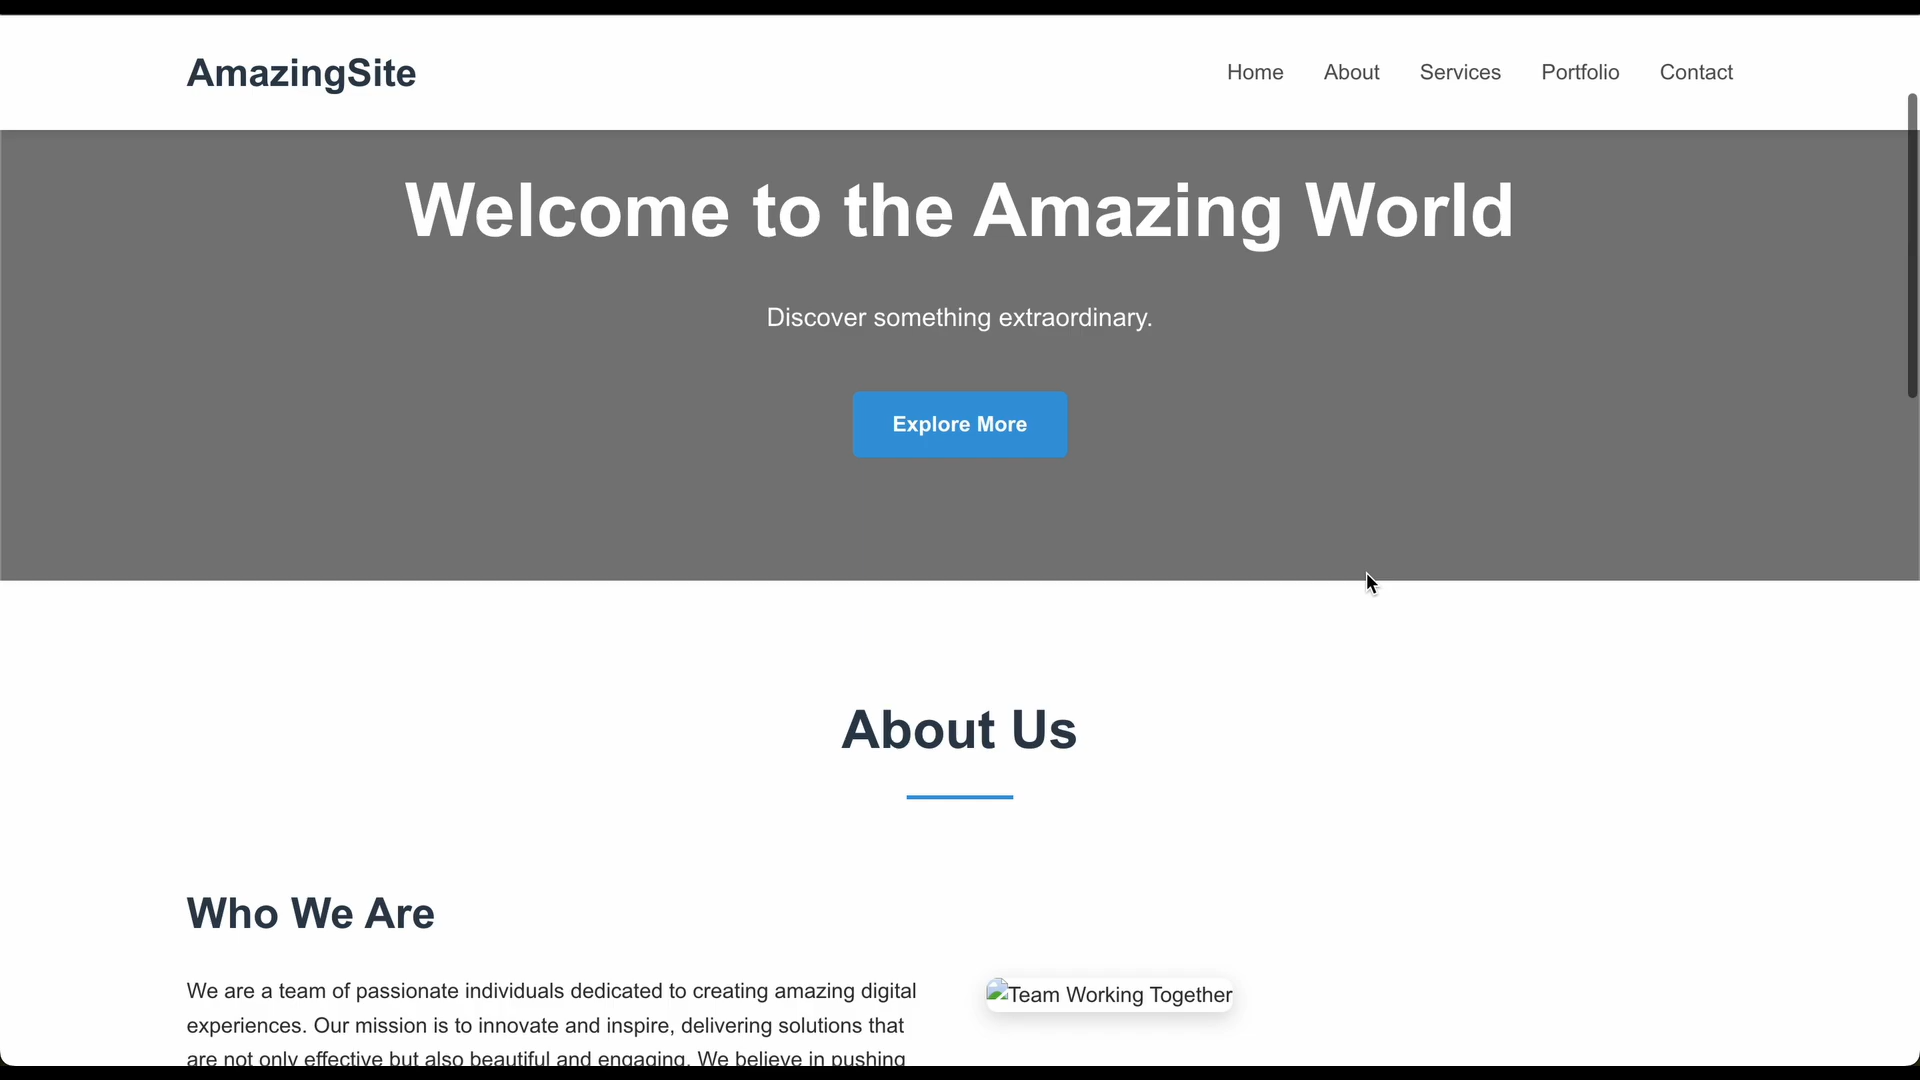 AmazingSite
Home About Services Portfolio Contact
Welcome to the Amazing World
Discover something extraordinary.
Explore More
About Us
Who We Are
We are a team of passionate individuals dedicated to creating amazing digital
experiences. Our mission is to innovate and inspire, delivering solutions that
are not only effective but also beautiful and engaging. We believe in pushing
Team Working Together